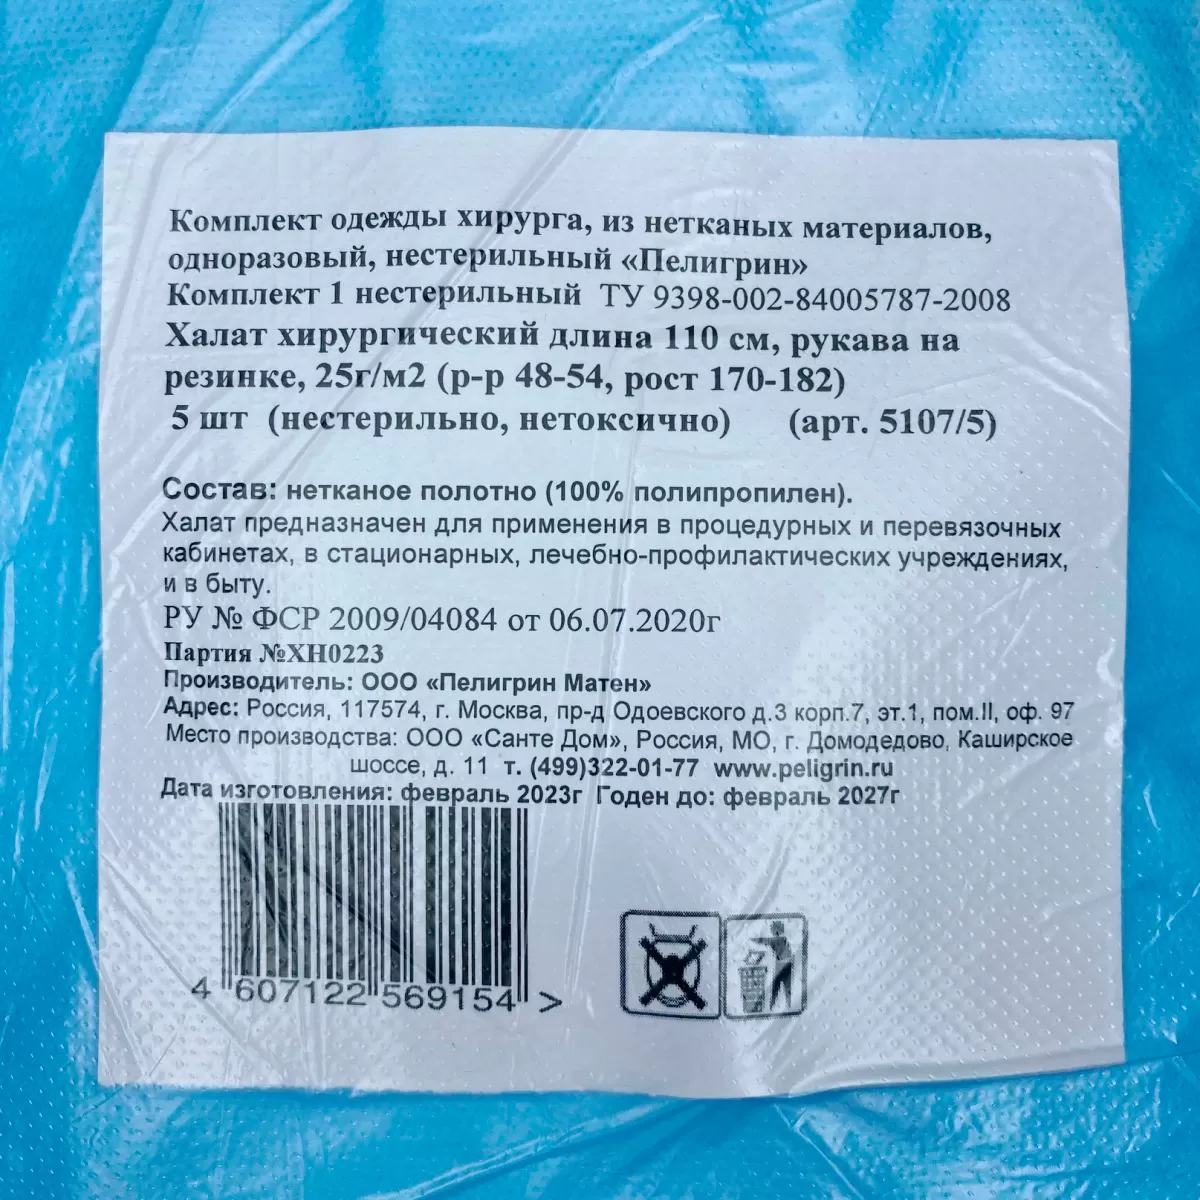 Комплект одежды хирурга, из нетканых материалов,
одноразовый, нестерильный «Пелигрин»
Комплект 1 нестерильный ТУ 9398-002-84005787-2008
Халат хирургический длина 110 см, рукава на
резинке, 25г/м2 (р-р 48-54, рост 170-182)
5 шт (нестерильно, нетоксично) (арт. 5107/5)
Состав: нетканое полотно (100% полипропилен).
Халат предназначен для применения в процедурных и перевязочных
кабинетах, в стационарных, лечебно-профилактических учреждениях,
и в быту.
РУ № ФСР 2009/04084 от 06.07.2020г
Партия №ХН0223
Производитель: ООО «Пелигрин Матен»
Адрес: Россия, 117574, г. Москва, пр-д Одоевского д.3 корп.7, эт.1, пом.II, оф. 97
Место производства: ООО «Санте Дом», Россия, МО, г. Домодедово, Каширское
шоссе, д. 11 т. (499)322-01-77 www.peligrin.ru
Дата изготовления: февраль 2023г Годен до: февраль 2027г
4 607122 569154 >